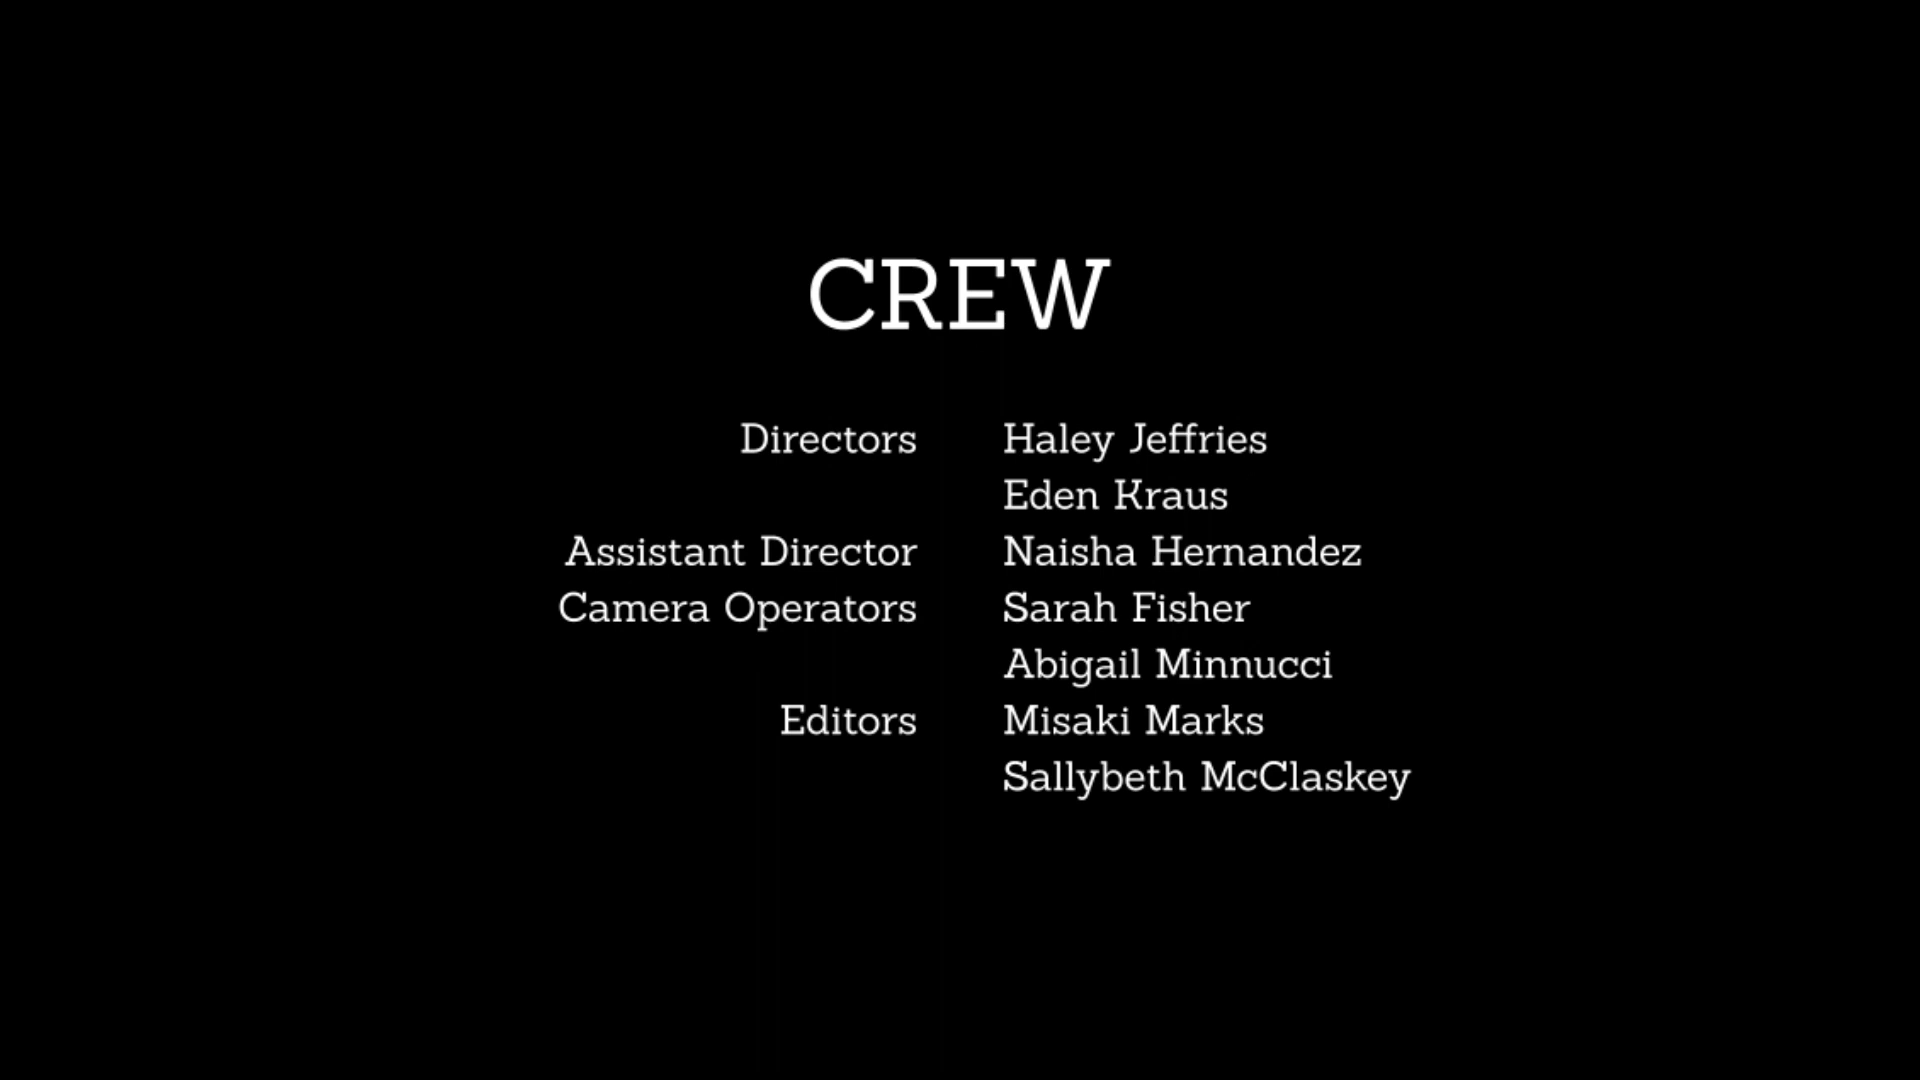 CREW
Directors Haley Jeffries
Eden Kraus
Assistant Director Naisha Hernandez
Camera Operators Sarah Fisher
Abigail Minnucci
Editors Misaki Marks
Sallybeth McClaskey